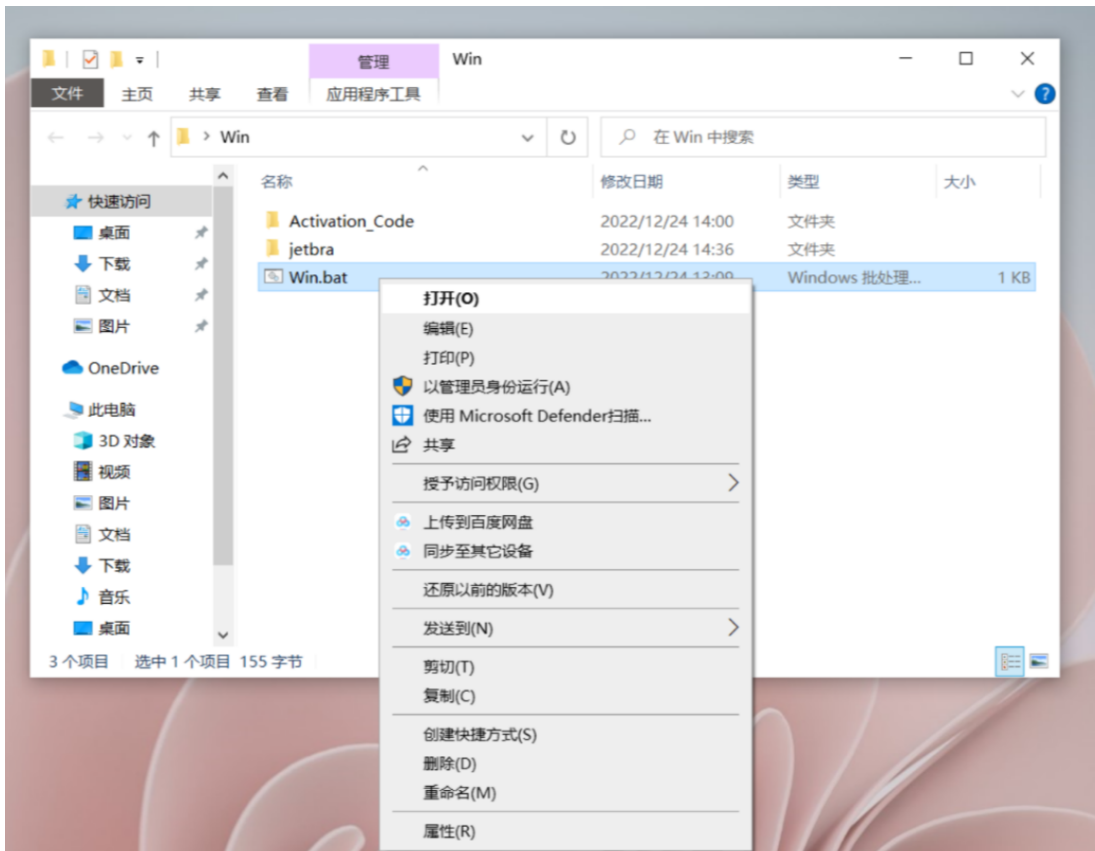 管理
Win
文件
主页
共享
查看
应用程序工具
Win
在 Win 中搜索
名称
修改日期
类型
大小
快速访问
桌面
下载
文档
图片
OneDrive
此电脑
3D 对象
视频
图片
文档
下载
音乐
桌面
Activation_Code 2022/12/24 14:00 文件夹
jetbra 2022/12/24 14:36 文件夹
Win.bat 2022/12/24 13:09 Windows 批处理... 1 KB
打开(O)
编辑(E)
打印(P)
以管理员身份运行(A)
使用 Microsoft Defender扫描...
共享
授予访问权限(G)
上传到百度网盘
同步至其它设备
还原以前的版本(V)
发送到(N)
剪切(T)
复制(C)
创建快捷方式(S)
删除(D)
重命名(M)
属性(R)
3 个项目 选中 1 个项目 155 字节